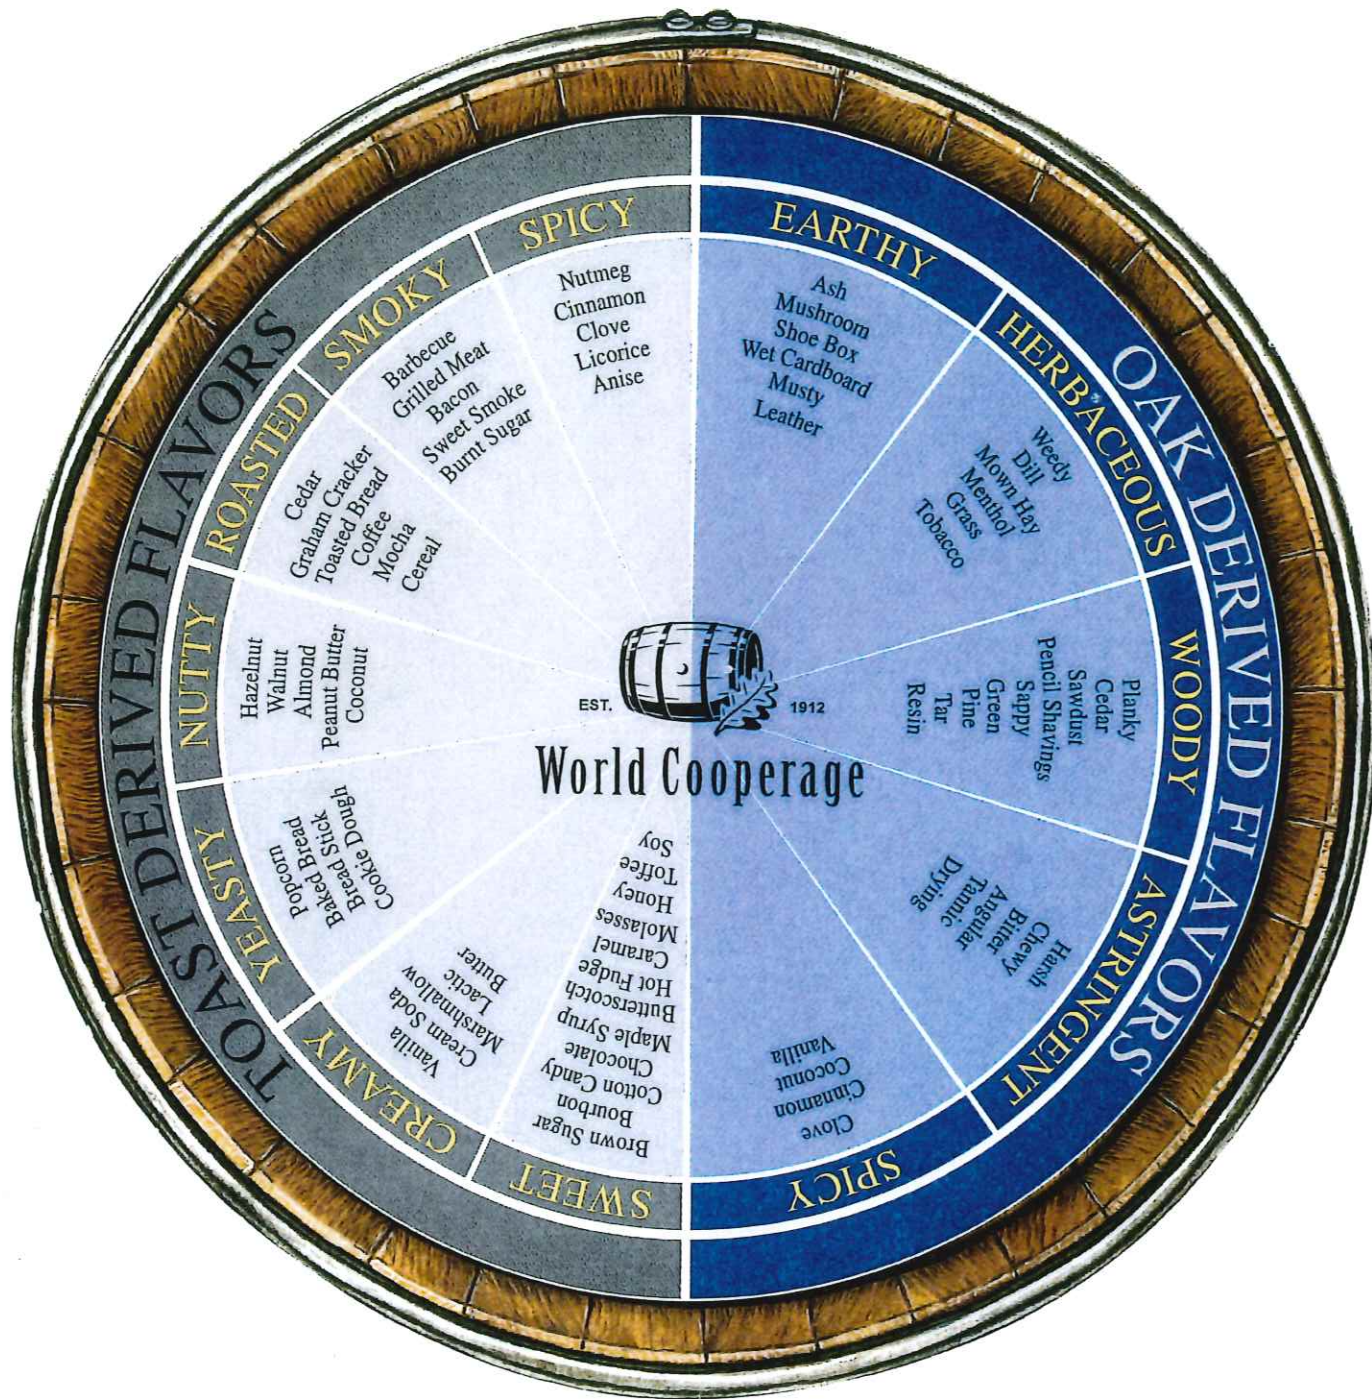 TOAST DERIVED FLAVORS
SPICY
Nutmeg
Cinnamon
Clove
Licorice
Anise
SMOKY
Barbecue
Grilled Meat
Bacon
Sweet Smoke
Burnt Sugar
ROASTED
Cedar
Graham Cracker
Toasted Bread
Coffee
Mocha
Cereal
NUTTY
Hazelnut
Walnut
Almond
Peanut Butter
Coconut
YEASTY
Popcorn
Baked Bread
Bread Stick
Cookie Dough
CREAMY
Vanilla
Cream Soda
Marshmallow
Lactic
Butter
SWEET
Brown Sugar
Bourbon
Cotton Candy
Chocolate
Maple Syrup
Butterscotch
Hot Fudge
Caramel
Molasses
Honey
Toffee
Soy
OAK DERIVED FLAVORS
EARTHY
Ash
Mushroom
Shoe Box
Wet Cardboard
Musty
Leather
HERBACEOUS
Weedy
Dill
Mown Hay
Menthol
Grass
Tobacco
WOODY
Planky
Cedar
Sawdust
Pencil Shavings
Sappy
Green
Pine
Tar
Resin
ASTRINGENT
Harsh
Chewy
Bitter
Angular
Tannic
Drying
SPICY
Clove
Cinnamon
Coconut
Vanilla
EST. 1912
World Cooperage